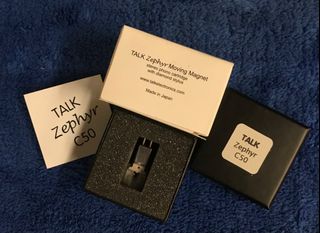 TALK Zephyr Moving Magnet
stereo phono cartridge
with diamond stylus
www.talkelectronics.com
Made in Japan
TALK
Zephyr
C50
TALK
Zephyr
C50